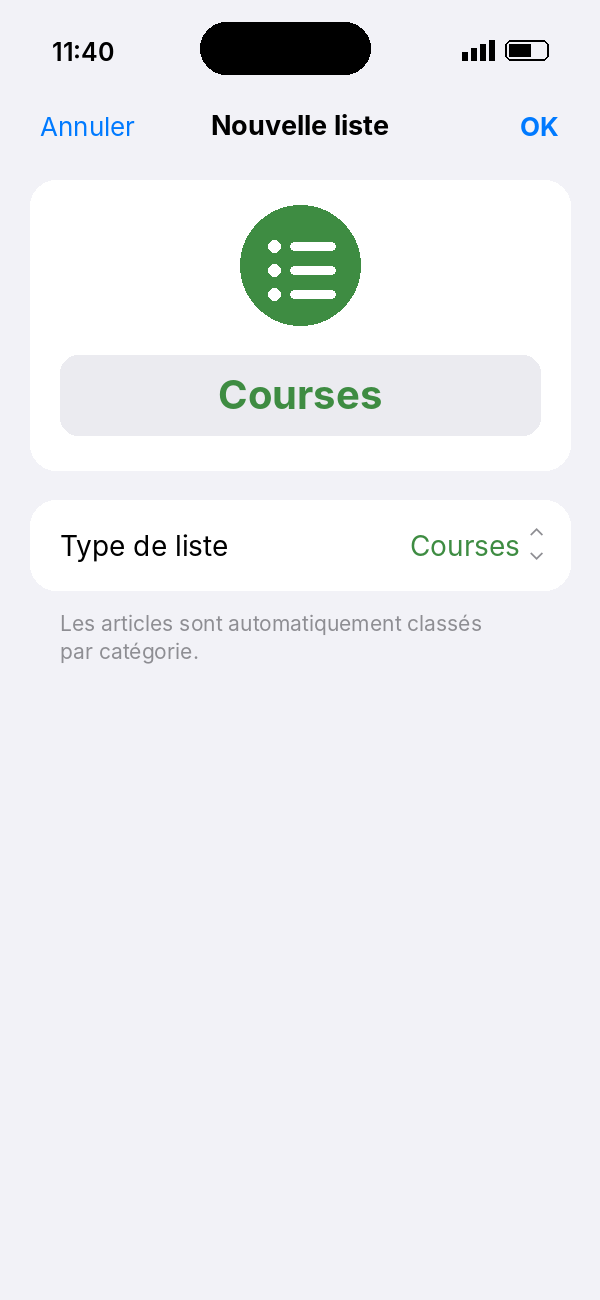 11:40
Annuler Nouvelle liste OK
Courses
Type de liste Courses
Les articles sont automatiquement classés
par catégorie.